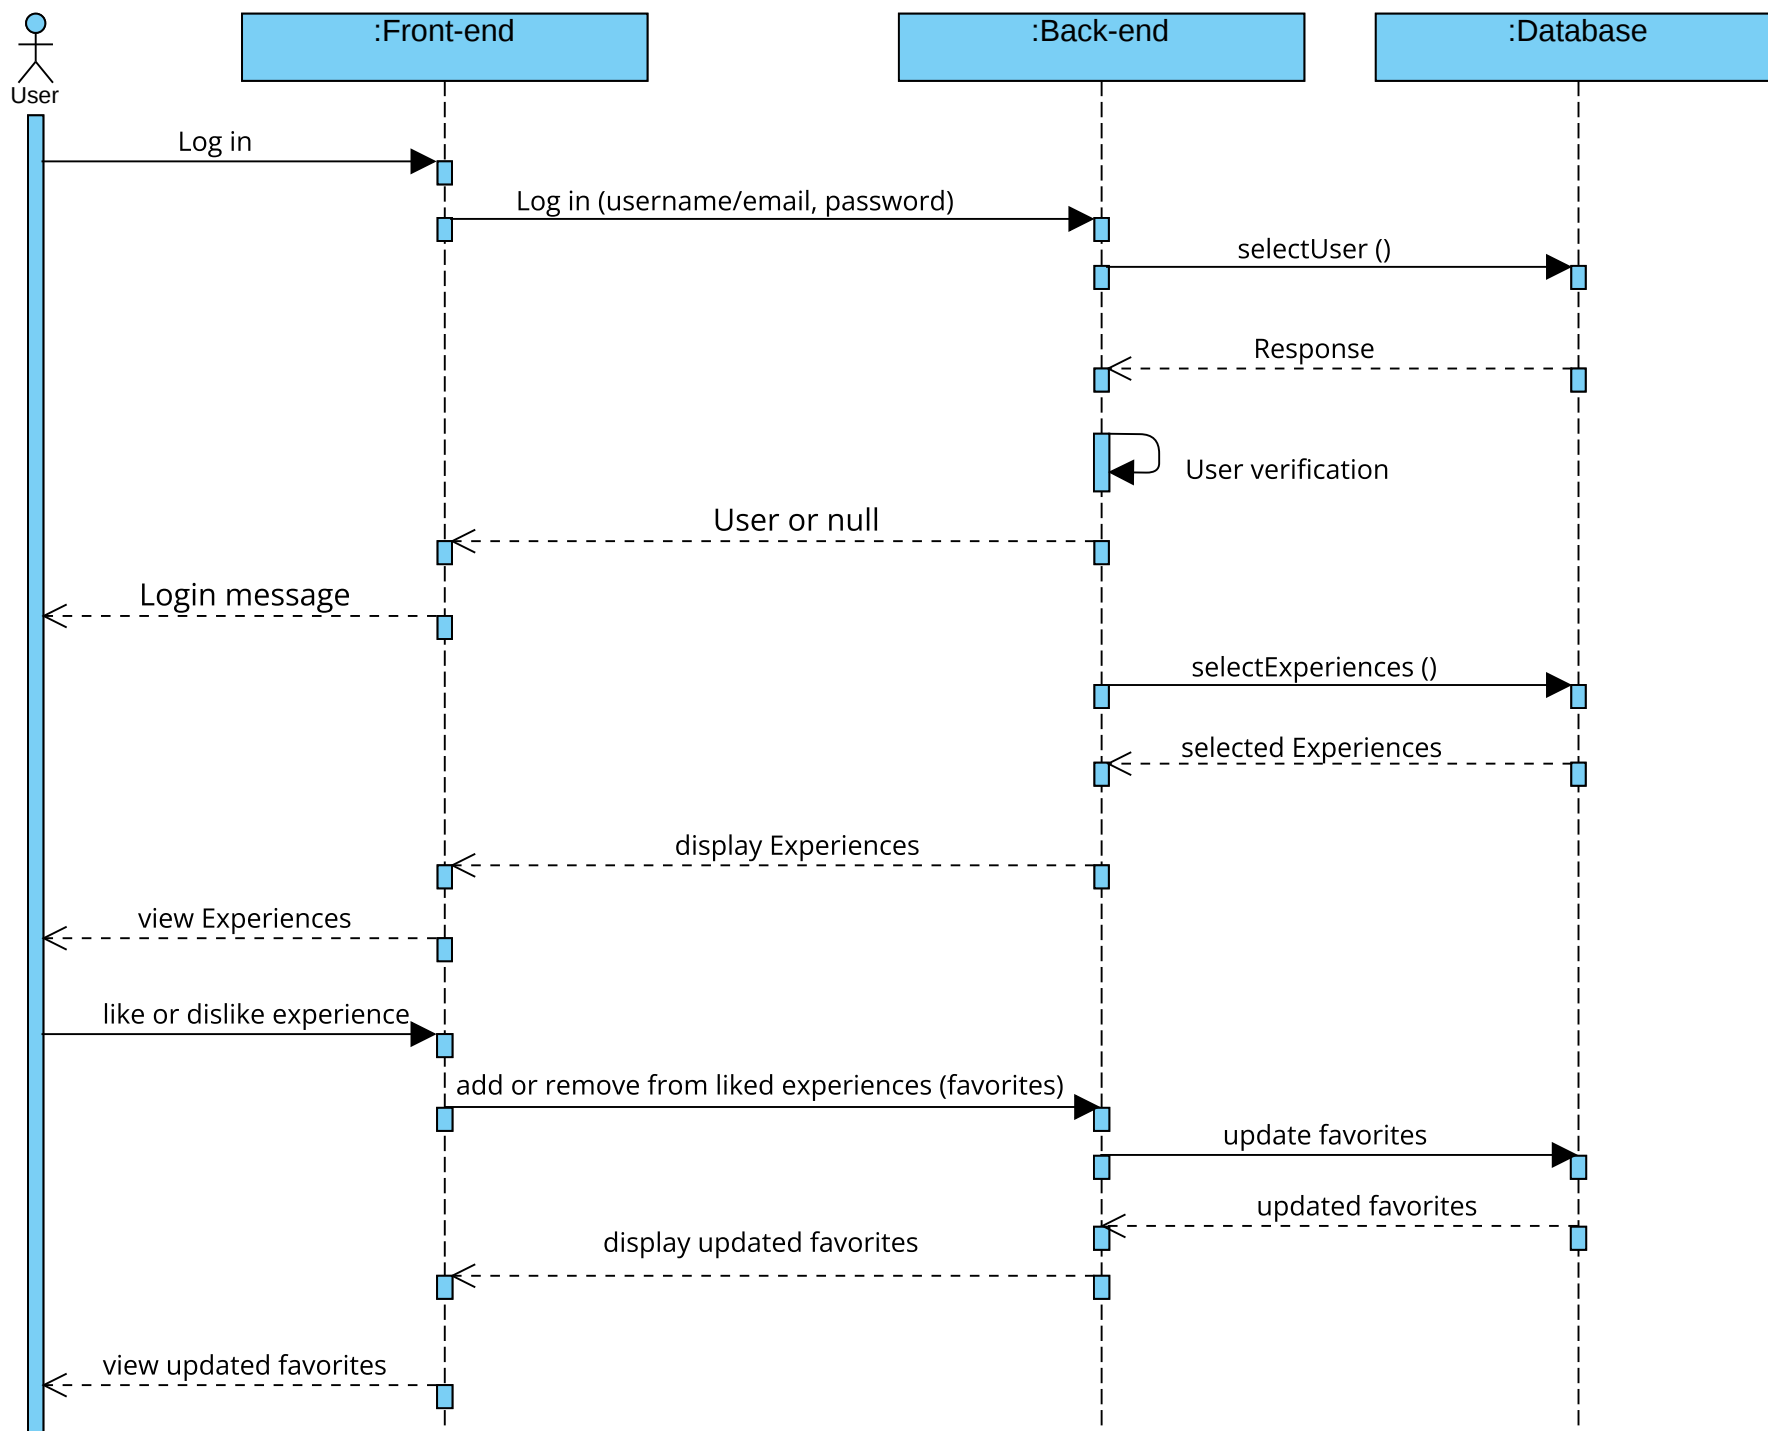 :Front-end
:Back-end
:Database
User
Log in
Log in (username/email, password)
selectUser ()
Response
User verification
User or null
Login message
selectExperiences ()
selected Experiences
display Experiences
view Experiences
like or dislike experience
add or remove from liked experiences (favorites)
update favorites
updated favorites
display updated favorites
view updated favorites